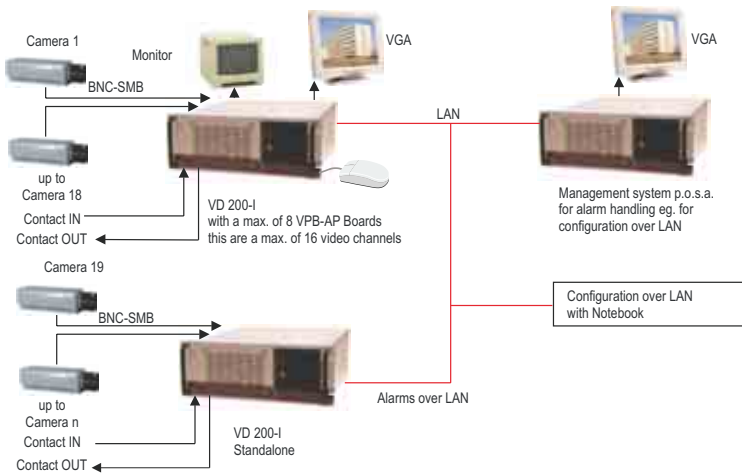 Camera 1
Monitor
VGA
VGA
BNC-SMB
LAN
up to
Camera 18
Contact IN
Contact OUT
VD 200-I
with a max. of 8 VPB-AP Boards
this are a max. of 16 video channels
Management system p.o.s.a.
for alarm handling eg. for
configuration over LAN
Camera 19
BNC-SMB
Configuration over LAN
with Notebook
up to
Camera n
Contact IN
Contact OUT
VD 200-I
Standalone
Alarms over LAN